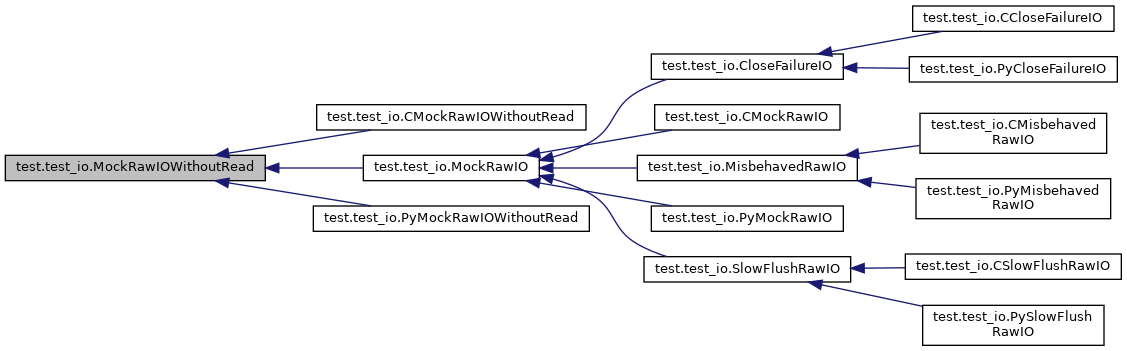 test.test_io.CCloseFailureIO
test.test_io.CloseFailureIO
test.test_io.PyCloseFailureIO
test.test_io.CMockRawIOWithoutRead
test.test_io.CMockRawIO
test.test_io.CMisbehaved
RawIO
test.test_io.MockRawIOWithoutRead
test.test_io.MockRawIO
test.test_io.MisbehavedRawIO
test.test_io.PyMisbehaved
RawIO
test.test_io.PyMockRawIOWithoutRead
test.test_io.PyMockRawIO
test.test_io.SlowFlushRawIO
test.test_io.CSlowFlushRawIO
test.test_io.PySlowFlush
RawIO